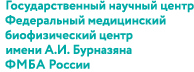 Государственный научный центр
Федеральный медицинский
биофизический центр
имени А.И. Бурназяна
ФМБА России